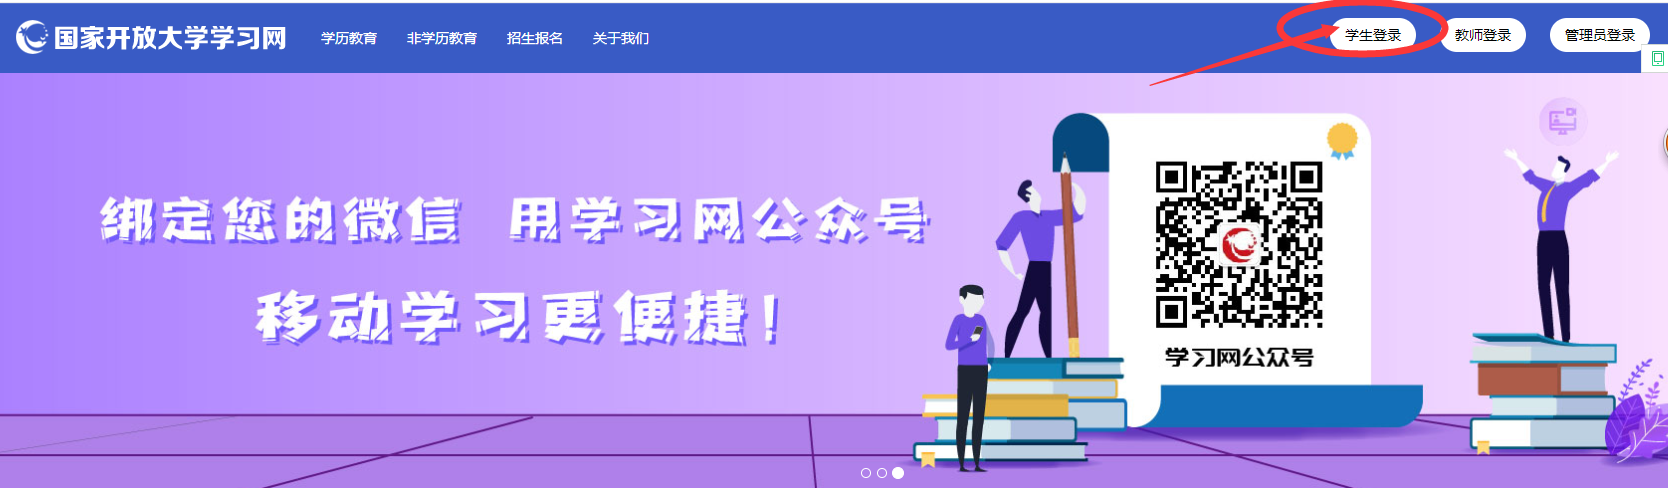 国家开放大学学习网 学历教育 非学历教育 招生报名 关于我们 学生登录 教师登录 管理员登录
绑定您的微信 用学习网公众号
移动学习更便捷!
学习网公众号